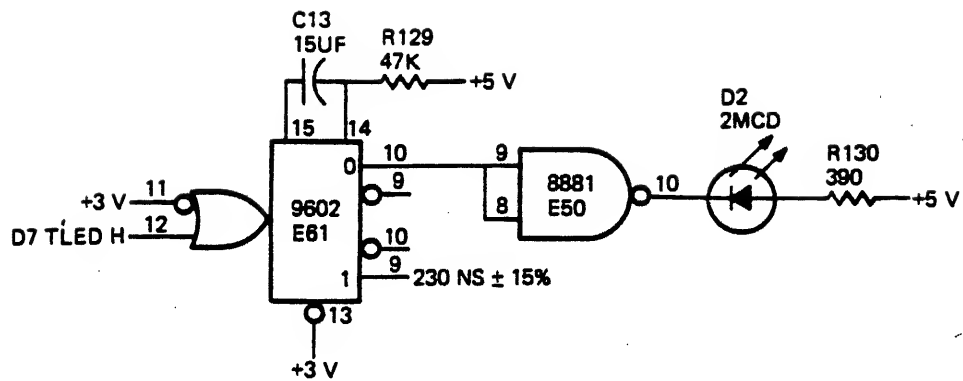 C13
15UF
R129
47K
+5 V
15
14
D2
2MCD
0
10
9
9
8
8881
E50
10
R130
390
+5 V
+3 V
11
D7 TLED H
12
9602
E61
10
9
1
230 NS ± 15%
13
+3 V